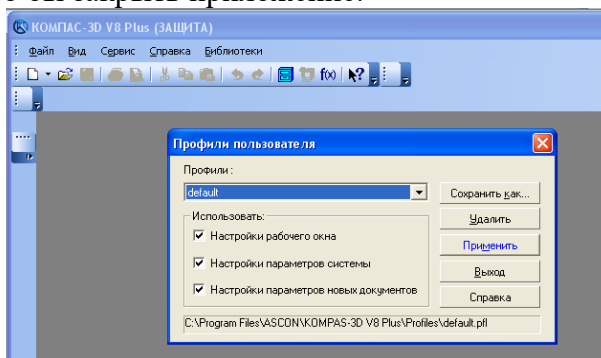 закрыть приложение.
КОМПАС-3D V8 Plus (ЗАЩИТА)
Файл Вид Сервис Справка Библиотеки
f(x)
Профили пользователя
Профили:
default
Сохранить как...
Использовать:
Удалить
Настройки рабочего окна
Применить
Настройки параметров системы
Выход
Настройки параметров новых документов
Справка
C:\Program Files\ASCON\KOMPAS-3D V8 Plus\Profiles\default.pfl